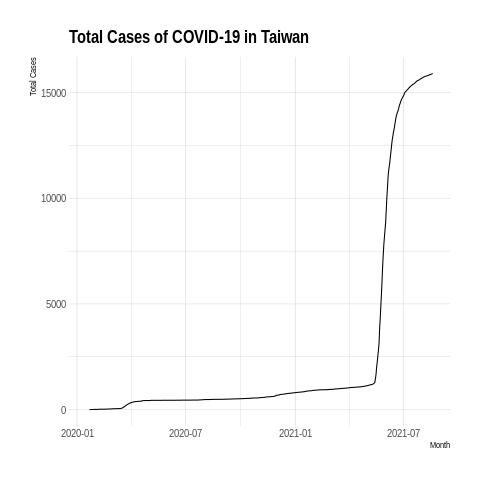 Total Cases of COVID-19 in Taiwan
Total Cases
15000
10000
5000
0
2020-01
2020-07
2021-01
2021-07
Month